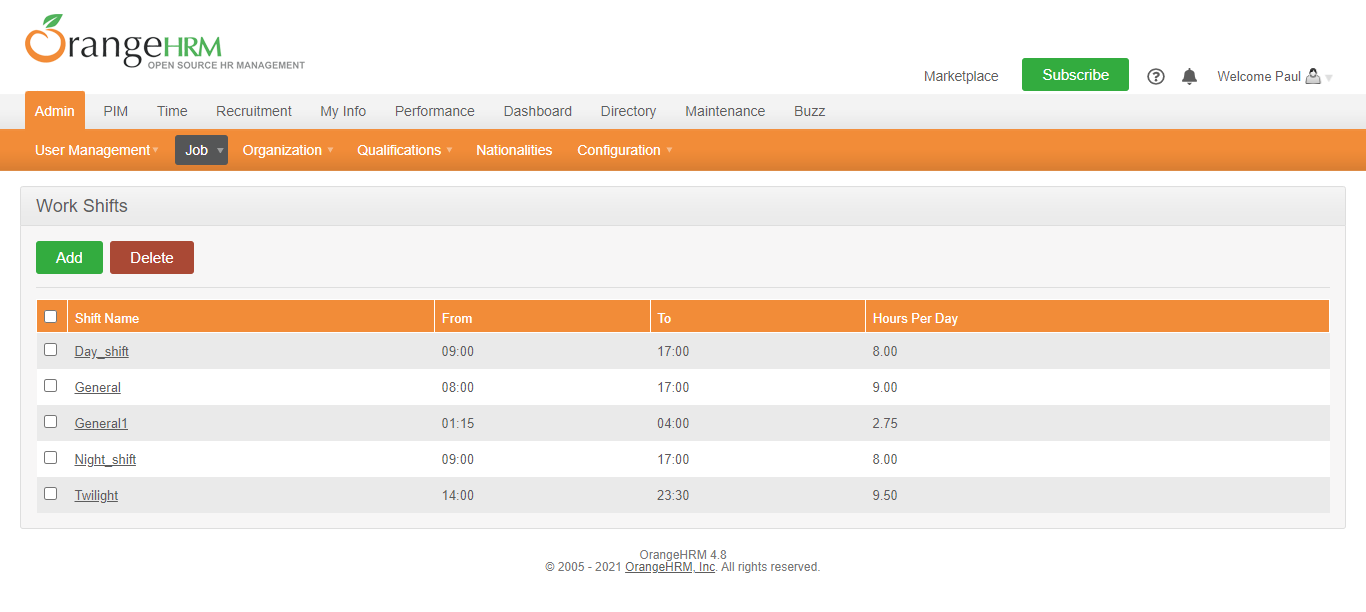 OrangeHRM
OPEN SOURCE HR MANAGEMENT
Marketplace Subscribe ? Welcome Paul
Admin PIM Time Recruitment My Info Performance Dashboard Directory Maintenance Buzz
User Management Job Organization Qualifications Nationalities Configuration
Work Shifts
Add Delete
Shift Name From To Hours Per Day
Day_shift 09:00 17:00 8.00
General 08:00 17:00 9.00
General1 01:15 04:00 2.75
Night_shift 09:00 17:00 8.00
Twilight 14:00 23:30 9.50
OrangeHRM 4.8
© 2005 - 2021 OrangeHRM, Inc. All rights reserved.